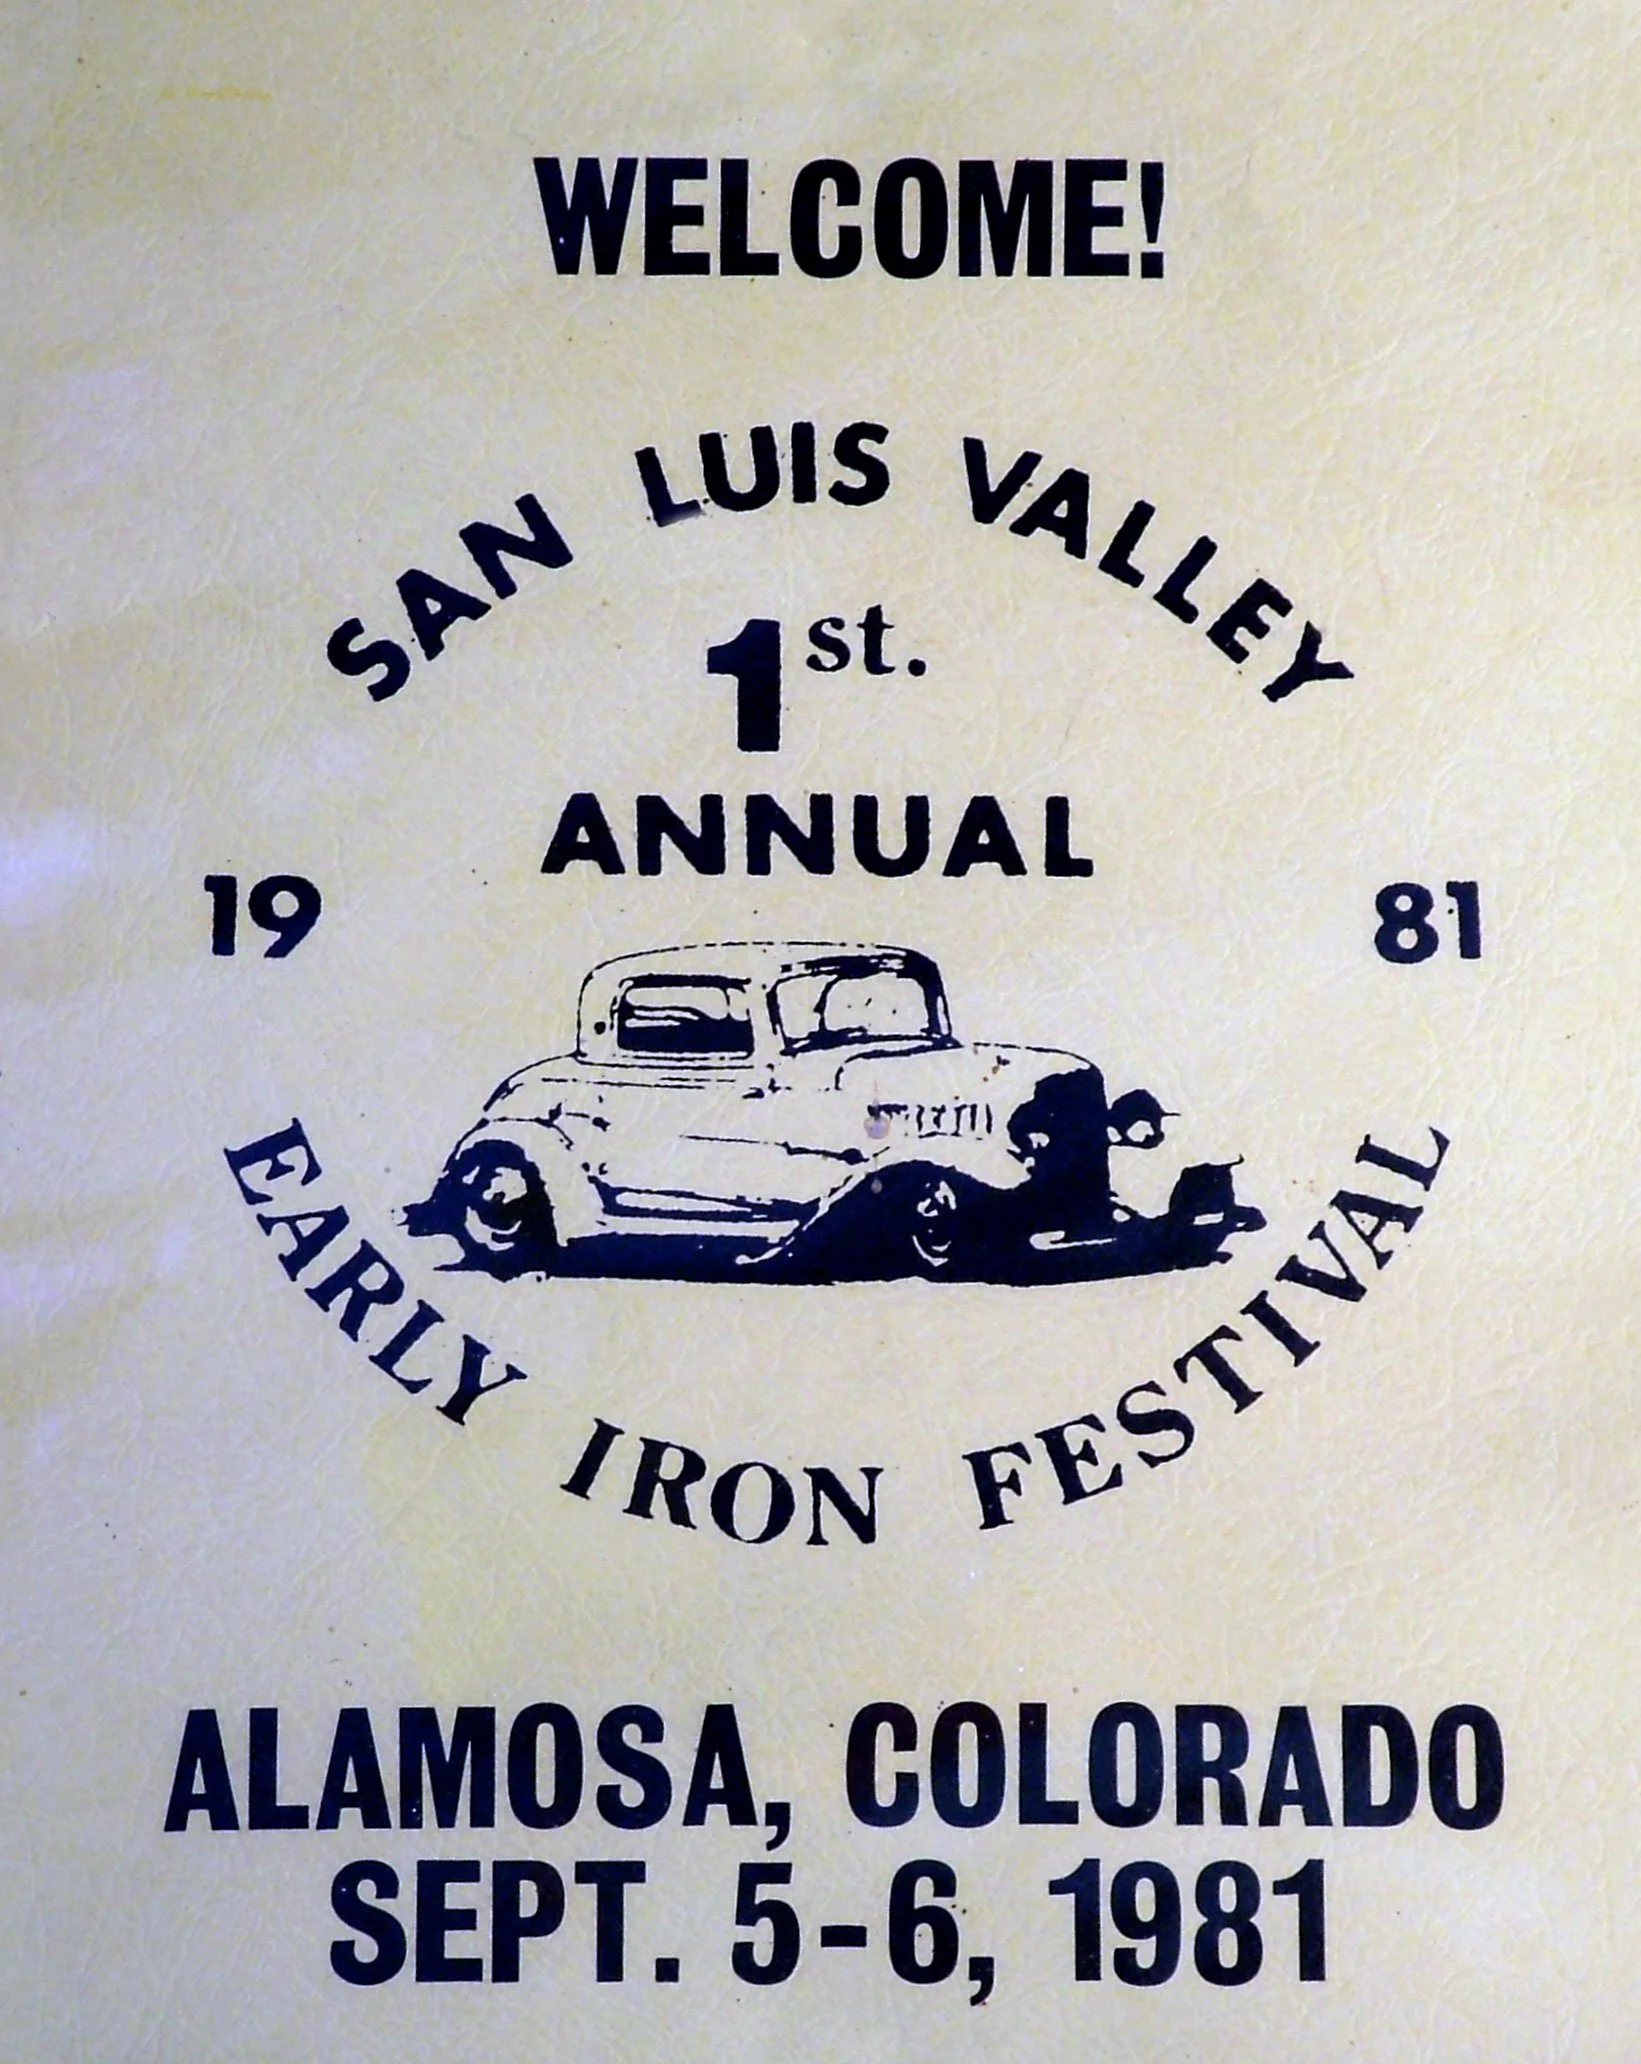 WELCOME!
SAN LUIS VALLEY
1st.
ANNUAL
19 81
EARLY IRON FESTIVAL
ALAMOSA, COLORADO
SEPT. 5-6, 1981